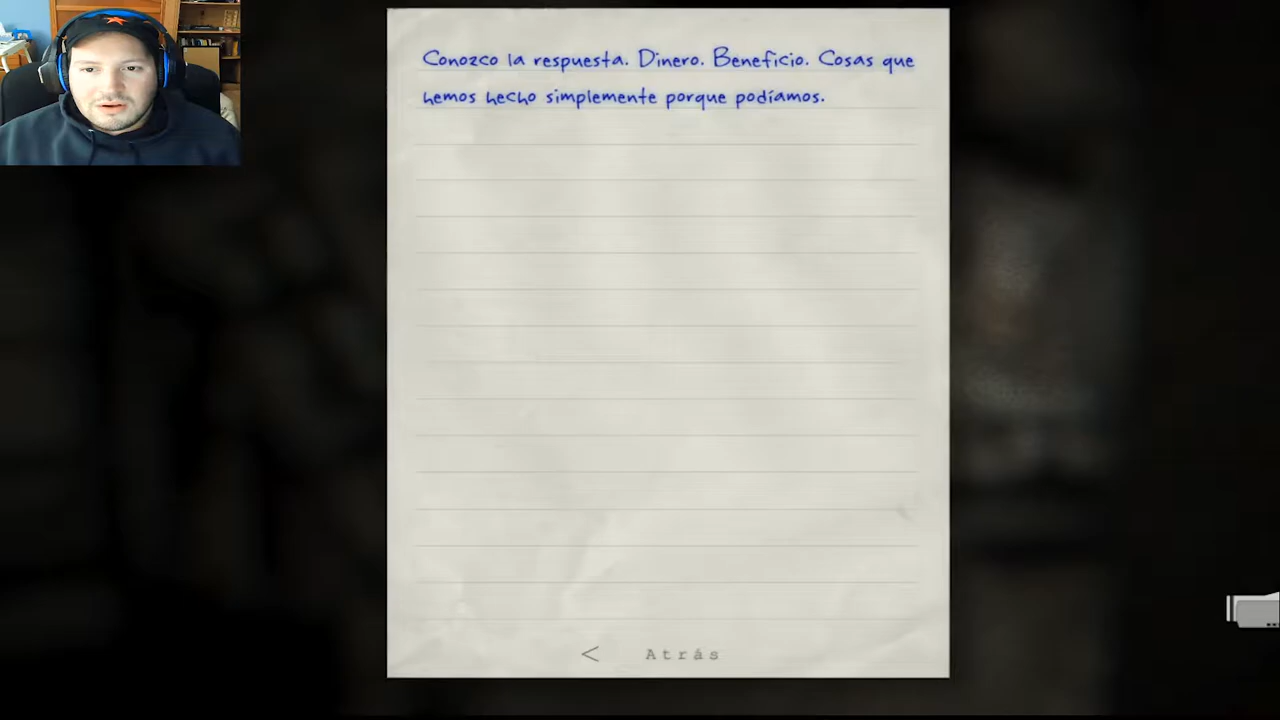 Conozco la respuesta. Dinero. Beneficio. Cosas que
hemos hecho simplemente porque podíamos.
< Atrás